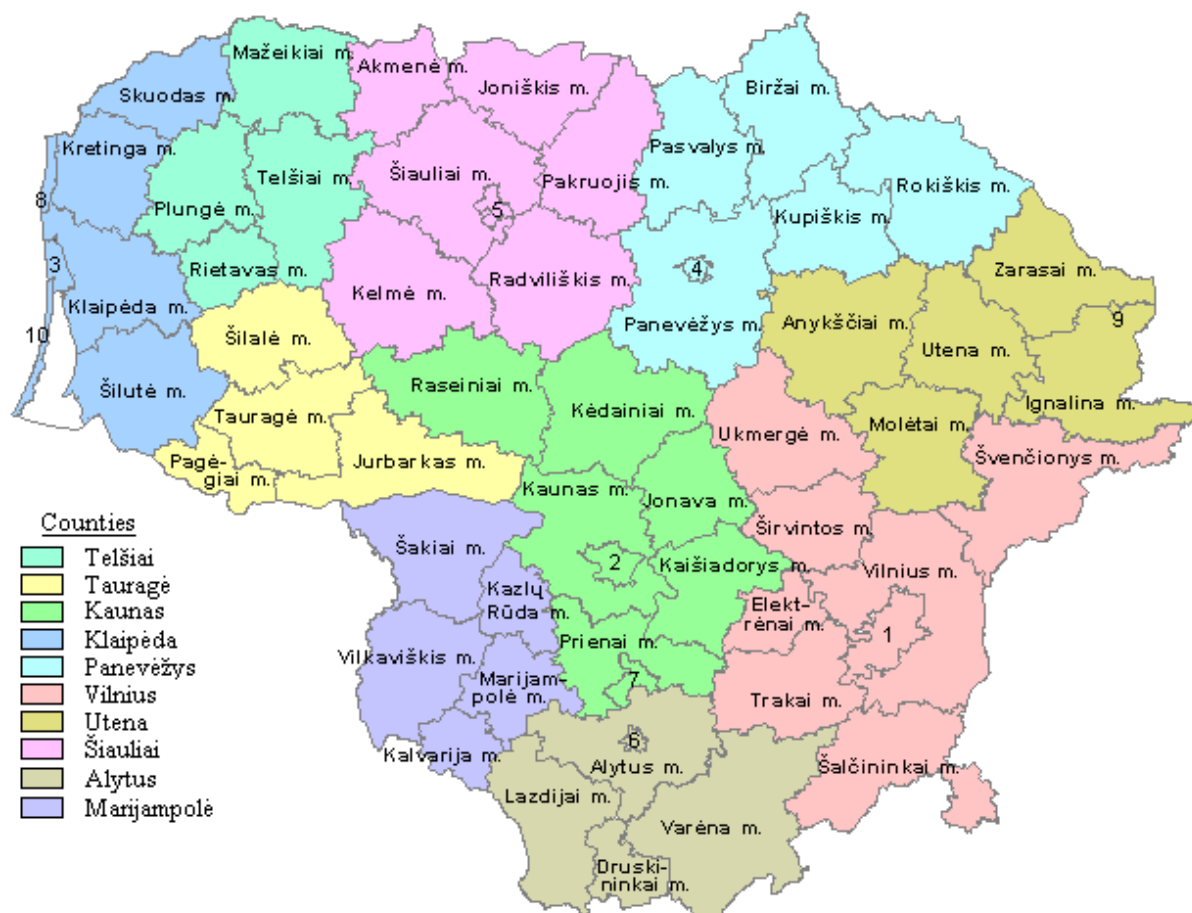 Mažeikiai m.
Akmenė m.
Joniškis m.
Biržai m.
Skuodas m.
Kretinga m.
Pasvalys m.
Telšiai m.
Šiauliai m.
Pakruojis m.
Rokiškis m.
8
Plungė m.
5
Kupiškis m.
3
Rietavas m.
4
Zarasai m.
Kelmė m.
Radviliškis m.
Klaipėda m.
10
Panevėžys m.
Anykščiai m.
9
Šilalė m.
Utena m.
Šilutė m.
Raseiniai m.
Kėdainiai m.
Ignalina m.
Tauragė m.
Ukmergė m.
Molėtai m.
Pagė-
giai m.
Jurbarkas m.
Švenčionys m.
Kaunas m.
Jonava m.
Širvintos m.
Šakiai m.
2
Kaišiadorys m.
Vilnius m.
Kazlų
Rūda m.
Elekt-
rėnai m.
1
Prienai m.
Vilkaviškis m.
Marijam-
polė m.
7
Trakai m.
Kalvarija m.
6
Alytus m.
Šalčininkai m.
Lazdijai m.
Varėna m.
Druski-
ninkai m.
Counties
Telšiai
Tauragė
Kaunas
Klaipėda
Panevėžys
Vilnius
Utena
Šiauliai
Alytus
Marijampolė